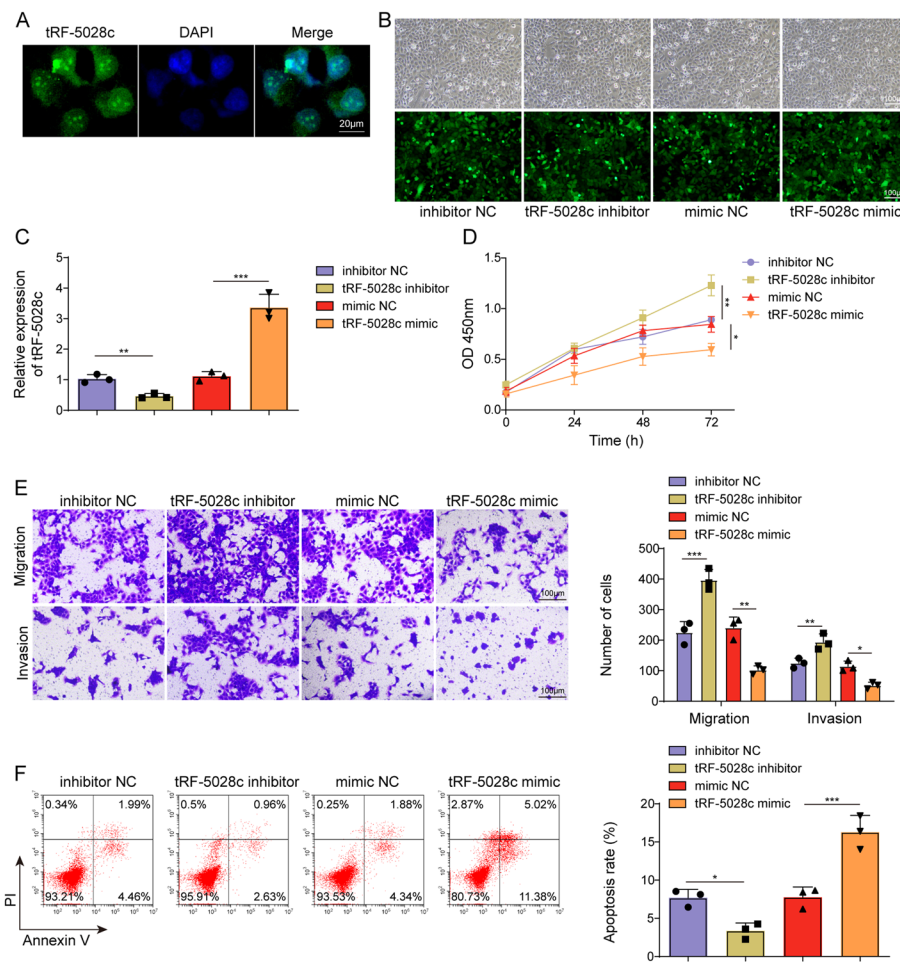 A
tRF-5028c DAPI Merge
20μm
B
100μ
100μ
inhibitor NC tRF-5028c inhibitor mimic NC tRF-5028c mimic
C
Relative expression
of tRF-5028c
5
4
3
2
1
0
**
***
inhibitor NC
tRF-5028c inhibitor
mimic NC
tRF-5028c mimic
D
OD 450nm
1.5
1.0
0.5
0.0
0 24 48 72
Time (h)
**
*
inhibitor NC
tRF-5028c inhibitor
mimic NC
tRF-5028c mimic
E
inhibitor NC tRF-5028c inhibitor mimic NC tRF-5028c mimic
Migration
100μm
Invasion
100μm
inhibitor NC
tRF-5028c inhibitor
mimic NC
tRF-5028c mimic
Number of cells
500
400
300
200
100
0
***
**
**
*
Migration Invasion
F
inhibitor NC tRF-5028c inhibitor mimic NC tRF-5028c mimic
0.34% 1.99% 0.5% 0.96% 0.25% 1.88% 2.87% 5.02%
93.21% 4.46% 95.91% 2.63% 93.53% 4.34% 80.73% 11.38%
PI
Annexin V
inhibitor NC
tRF-5028c inhibitor
mimic NC
tRF-5028c mimic
Apoptosis rate (%)
20
15
10
5
0
*
***